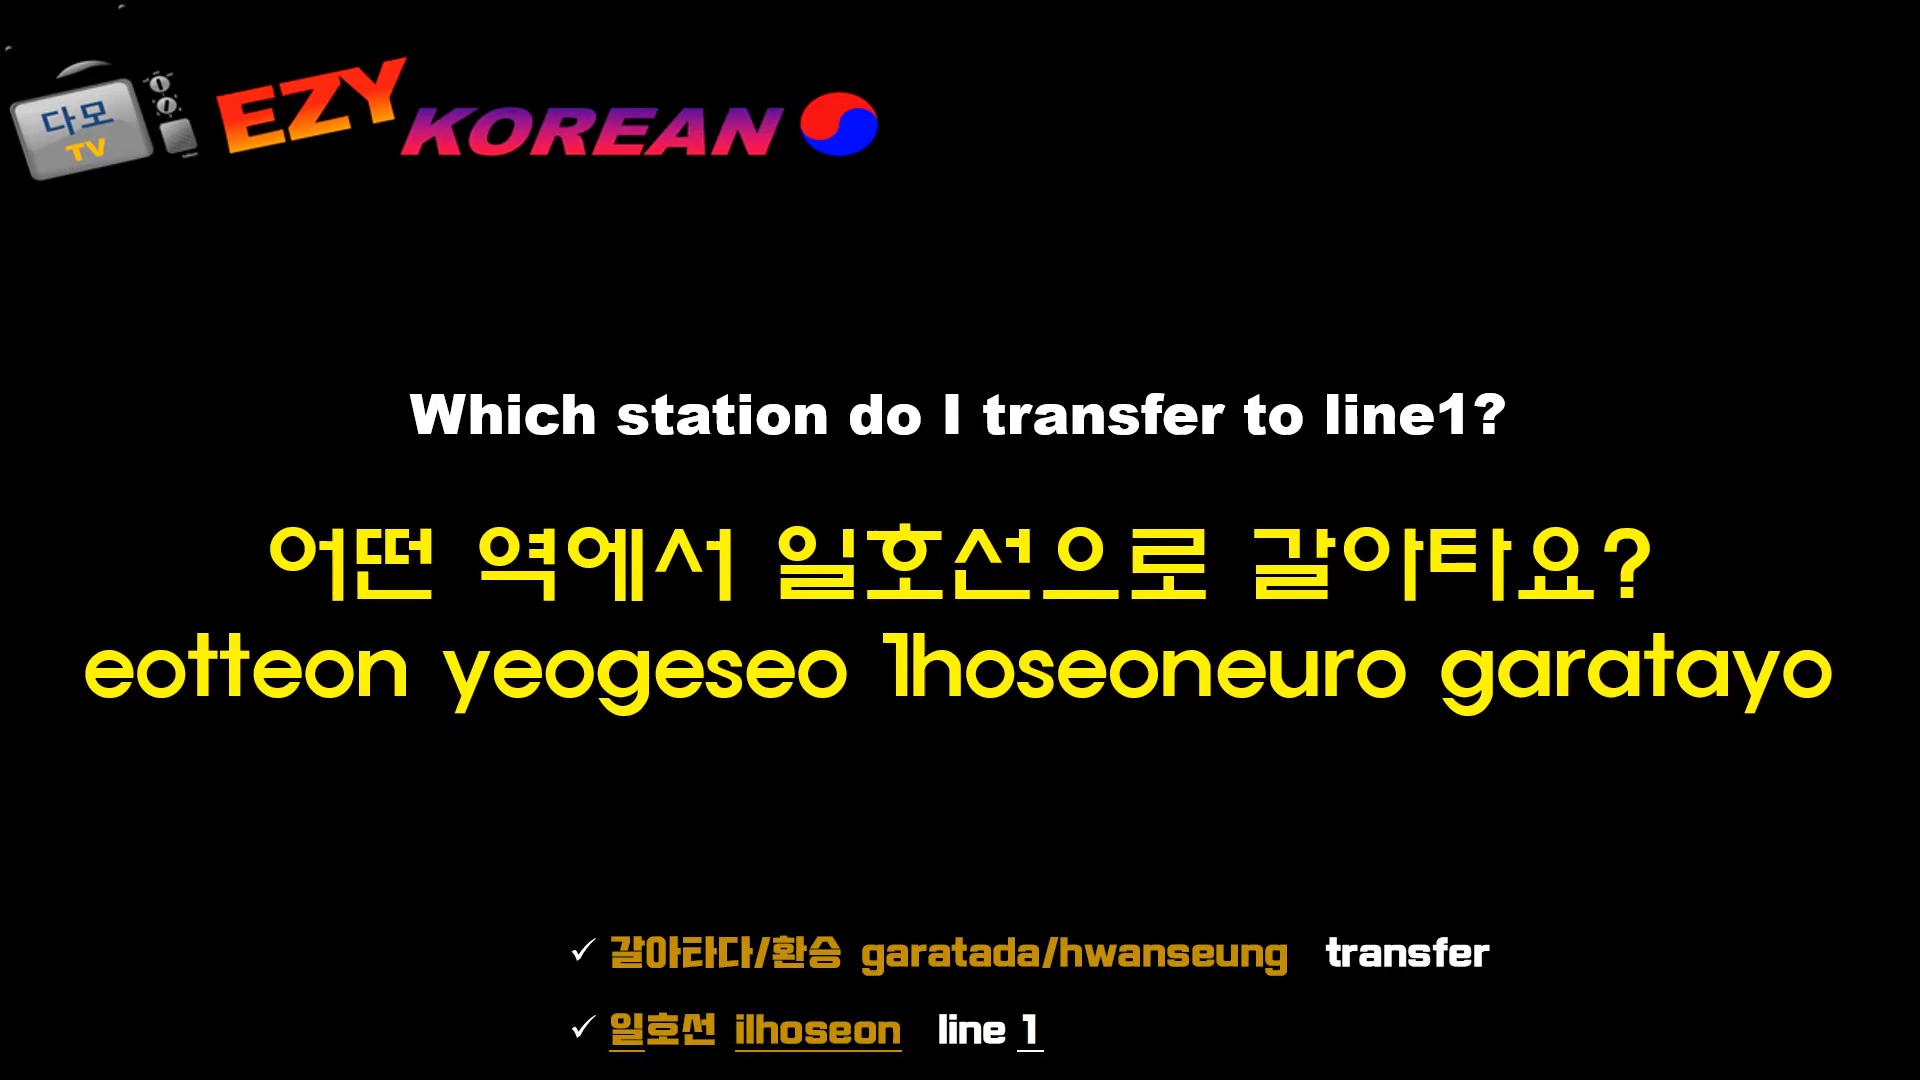 다모
TV
EZY KOREAN
Which station do I transfer to line1?
어떤 역에서 일호선으로 갈아타요?
eotteon yeogeseo 1hoseoneuro garatayo
✓ 갈아타다/환승 garatada/hwanseung transfer
✓ 일호선 ilhoseon line 1